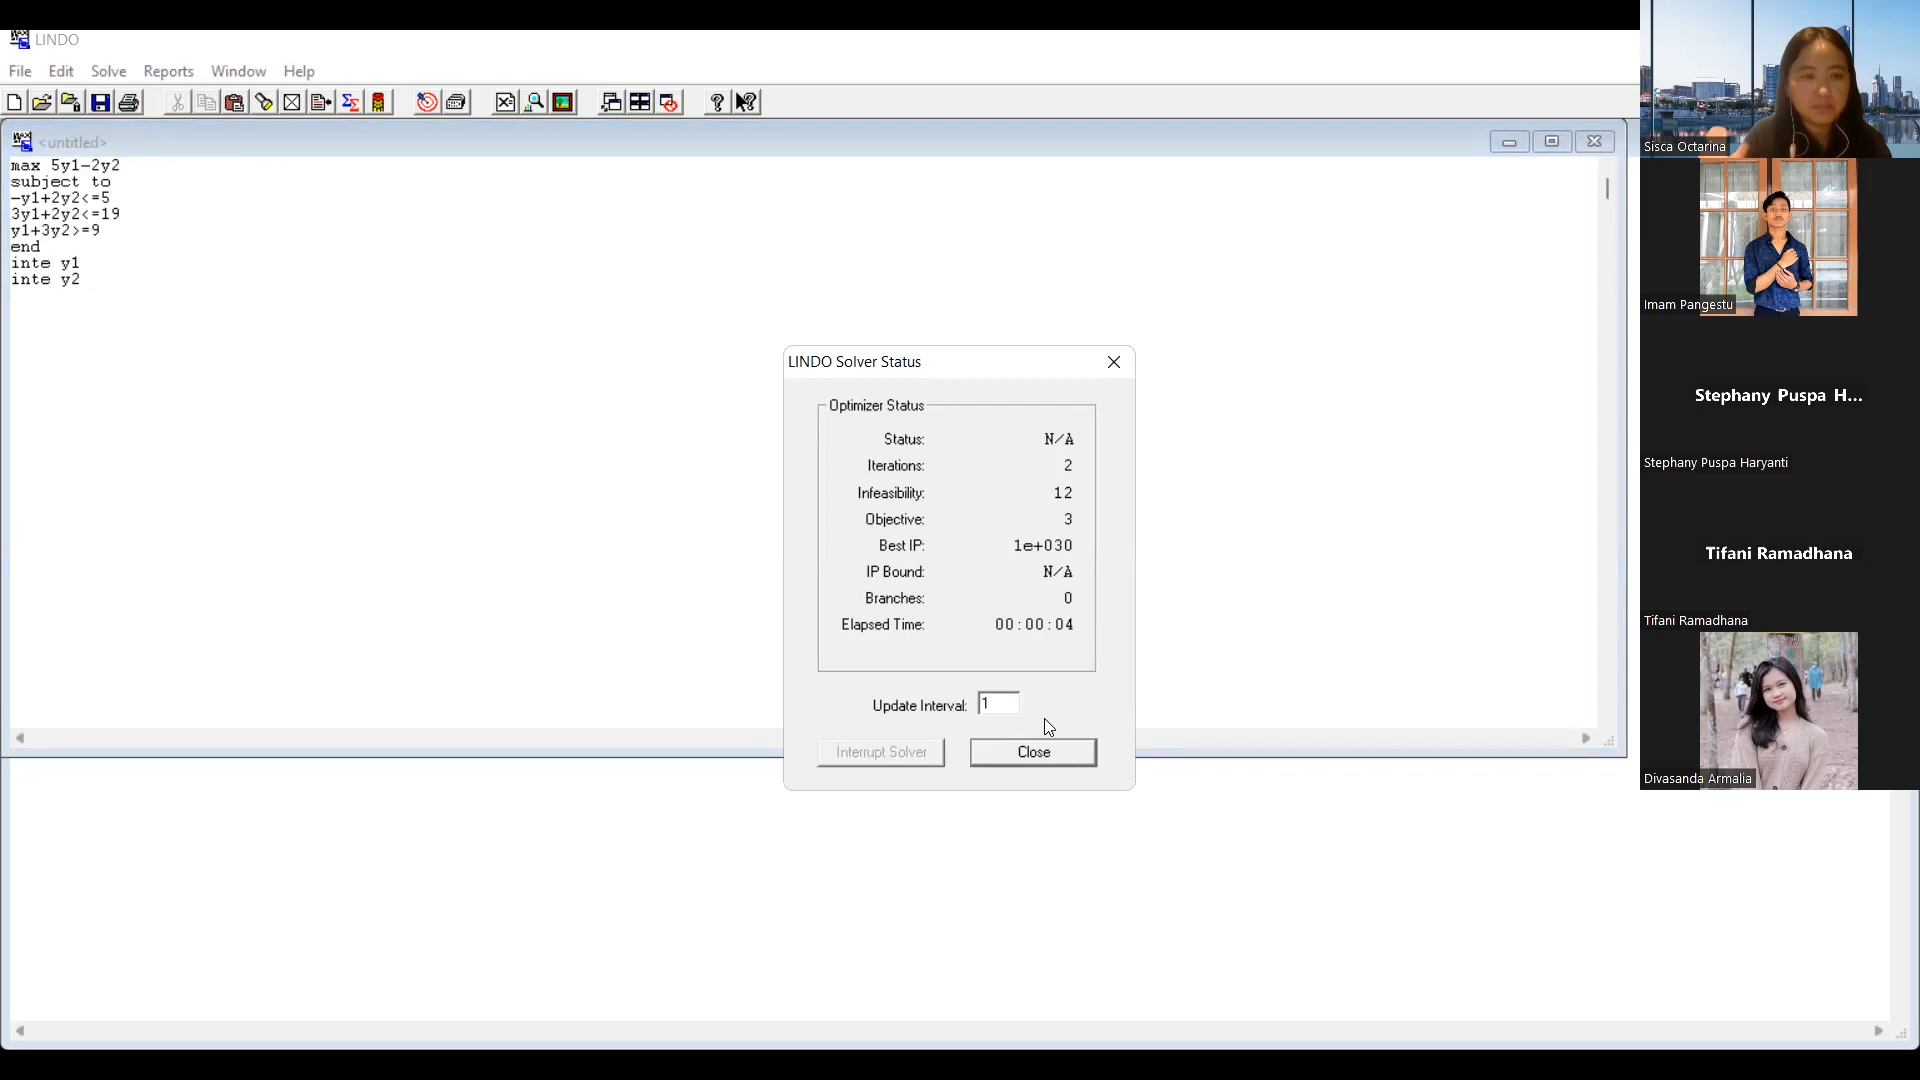 LINDO
File Edit Solve Reports Window Help
<untitled>
max 5y1-2y2
subject to
-y1+2y2<=5
3y1+2y2<=19
y1+3y2>=9
end
inte y1
inte y2
LINDO Solver Status
Optimizer Status
Status: N/A
Iterations: 2
Infeasibility: 12
Objective: 3
Best IP: 1e+030
IP Bound: N/A
Branches: 0
Elapsed Time: 00:00:04
Update Interval: 1
Interrupt Solver Close
Sisca Octarina
Imam Pangestu
Stephany Puspa H...
Stephany Puspa Haryanti
Tifani Ramadhana
Tifani Ramadhana
Divasanda Armalia